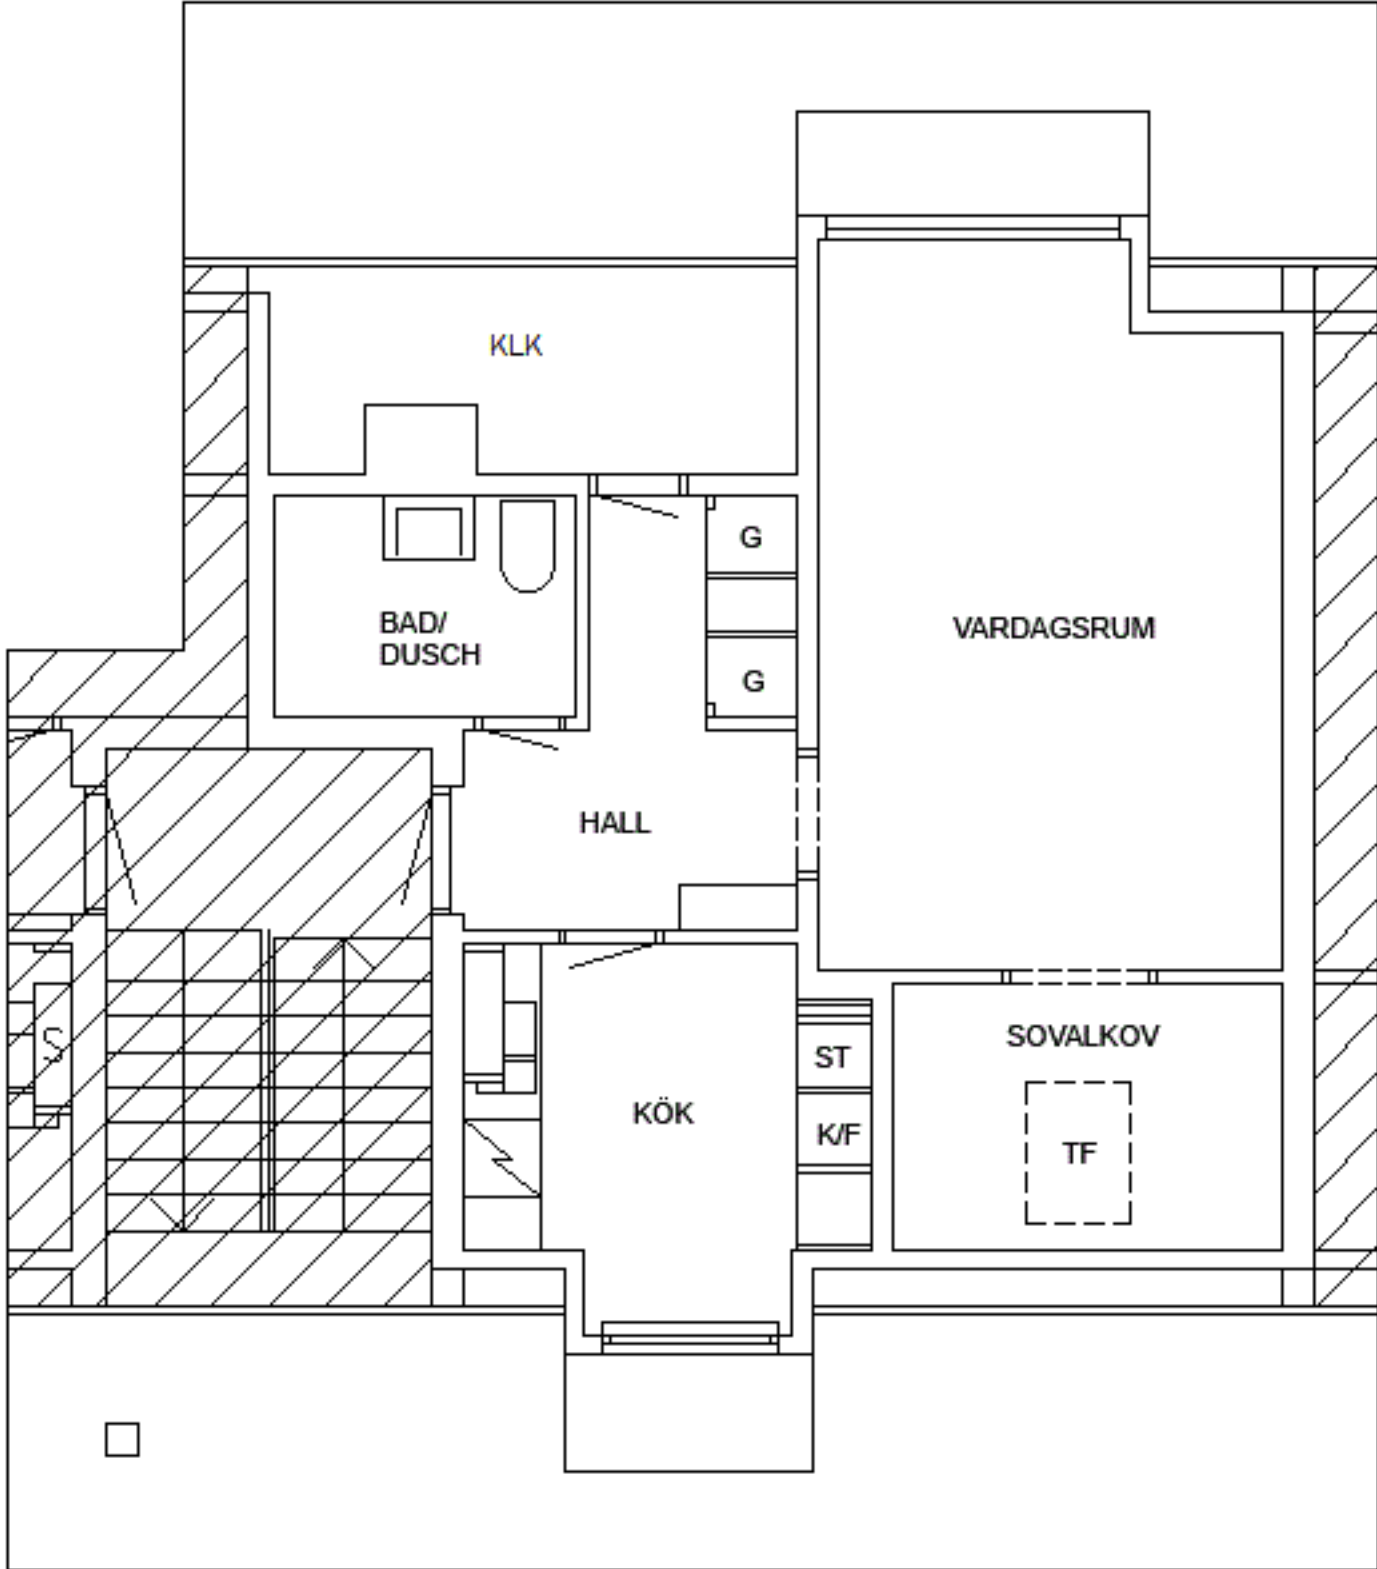 KLK
G
BAD/
DUSCH
VARDAGSRUM
G
HALL
SOVALKOV
S
ST
KÖK
K/F
TF